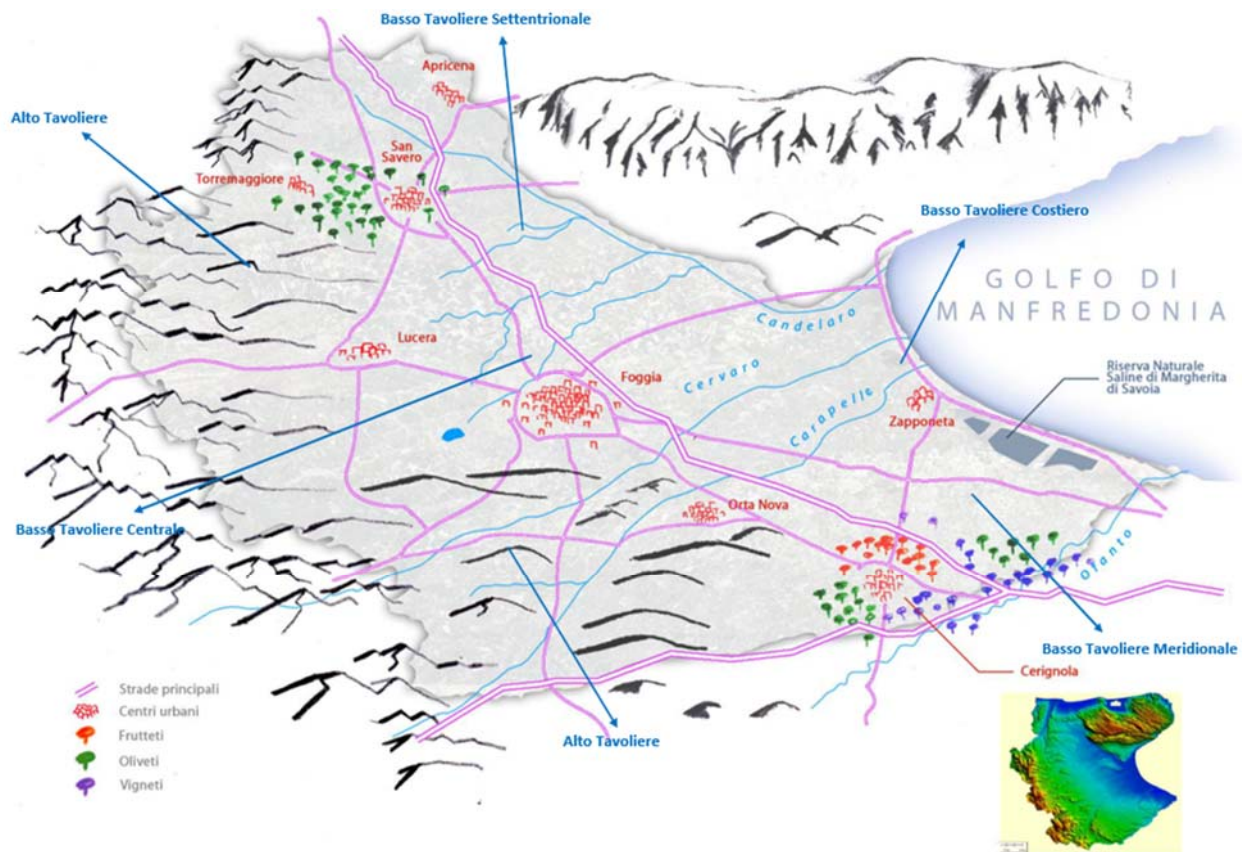 Basso Tavoliere Settentrionale
Apricena
Alto Tavoliere
San
Savero
Torremaggiore
Basso Tavoliere Costiero
GOLFO DI
MANFREDONIA
Candelaro
Lucera
Foggia
Cervaro
Riserva Naturale
Saline di Margherita
di Savoia
Carapelle
Zapponeta
Orta Nova
Basso Tavoliere Centrale
Ofanto
Basso Tavoliere Meridionale
Cerignola
Strade principali
Centri urbani
Frutteti
Alto Tavoliere
Oliveti
Vigneti